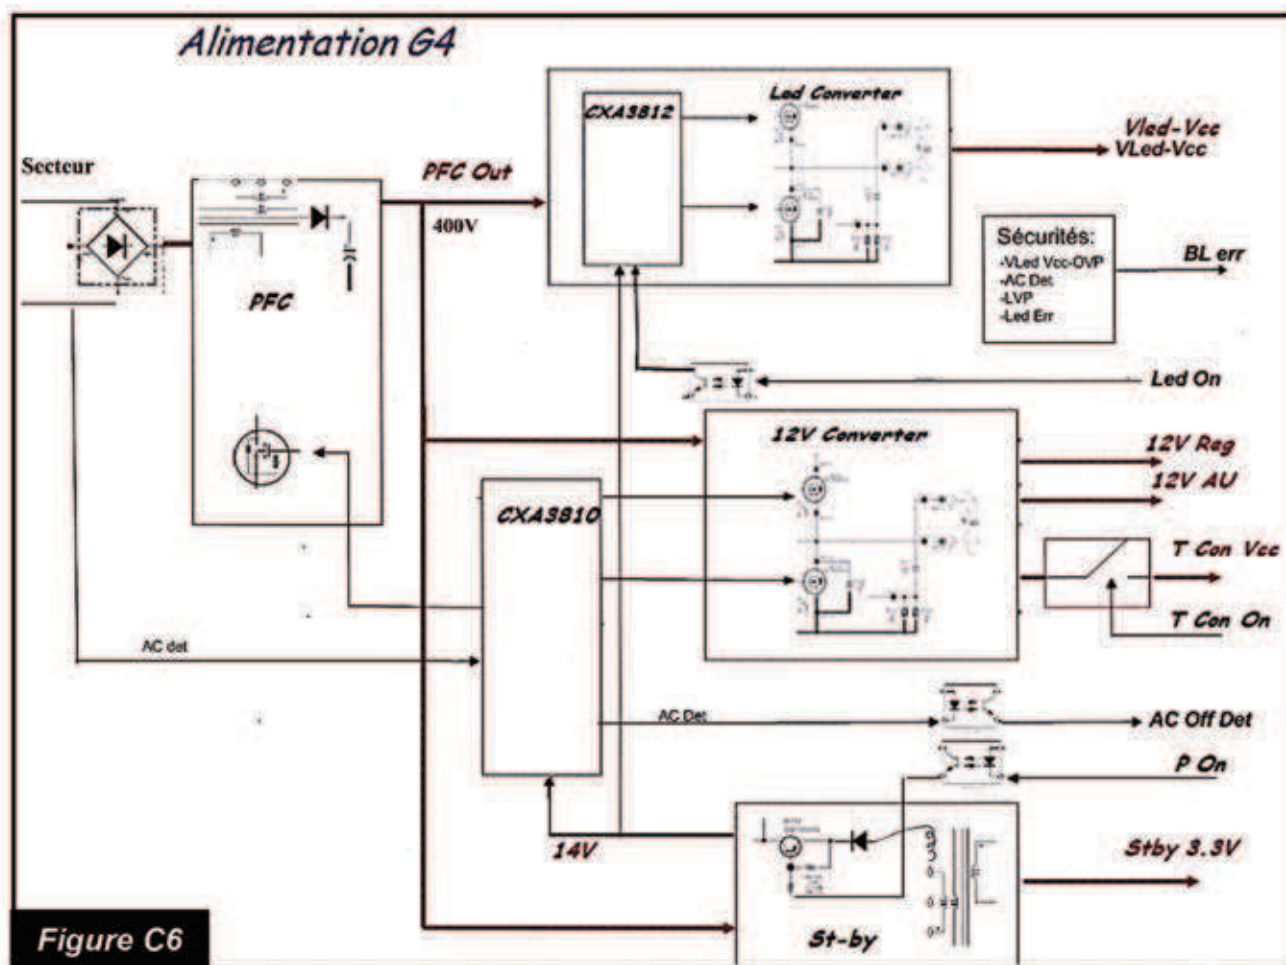 Alimentation G4
Led Converter
CXA3812
Vled-Vcc
VLed-Vcc
Secteur
PFC Out
400V
Sécurités:
-VLed Vcc-OVP
-AC Det
-LVP
-Led Err
BL err
PFC
Led On
12V Converter
12V Reg
12V AU
CXA3810
T Con Vcc
T Con On
AC det
AC Det
AC Off Det
P On
14V
Stby 3.3V
St-by
Figure C6